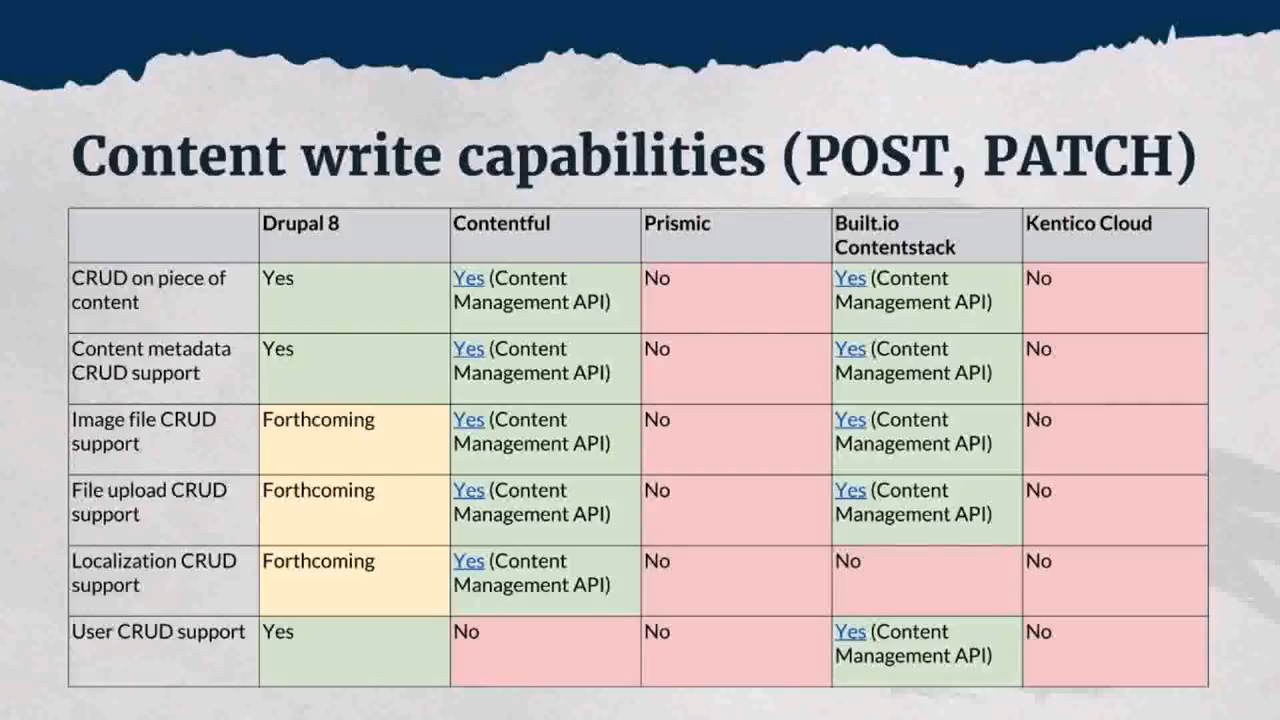 Content write capabilities (POST, PATCH)
Drupal 8 Contentful Prismic Built.io Contentstack Kentico Cloud
CRUD on piece of content Yes Yes (Content Management API) No Yes (Content Management API) No
Content metadata CRUD support Yes Yes (Content Management API) No Yes (Content Management API) No
Image file CRUD support Forthcoming Yes (Content Management API) No Yes (Content Management API) No
File upload CRUD support Forthcoming Yes (Content Management API) No Yes (Content Management API) No
Localization CRUD support Forthcoming Yes (Content Management API) No No No
User CRUD support Yes No No Yes (Content Management API) No